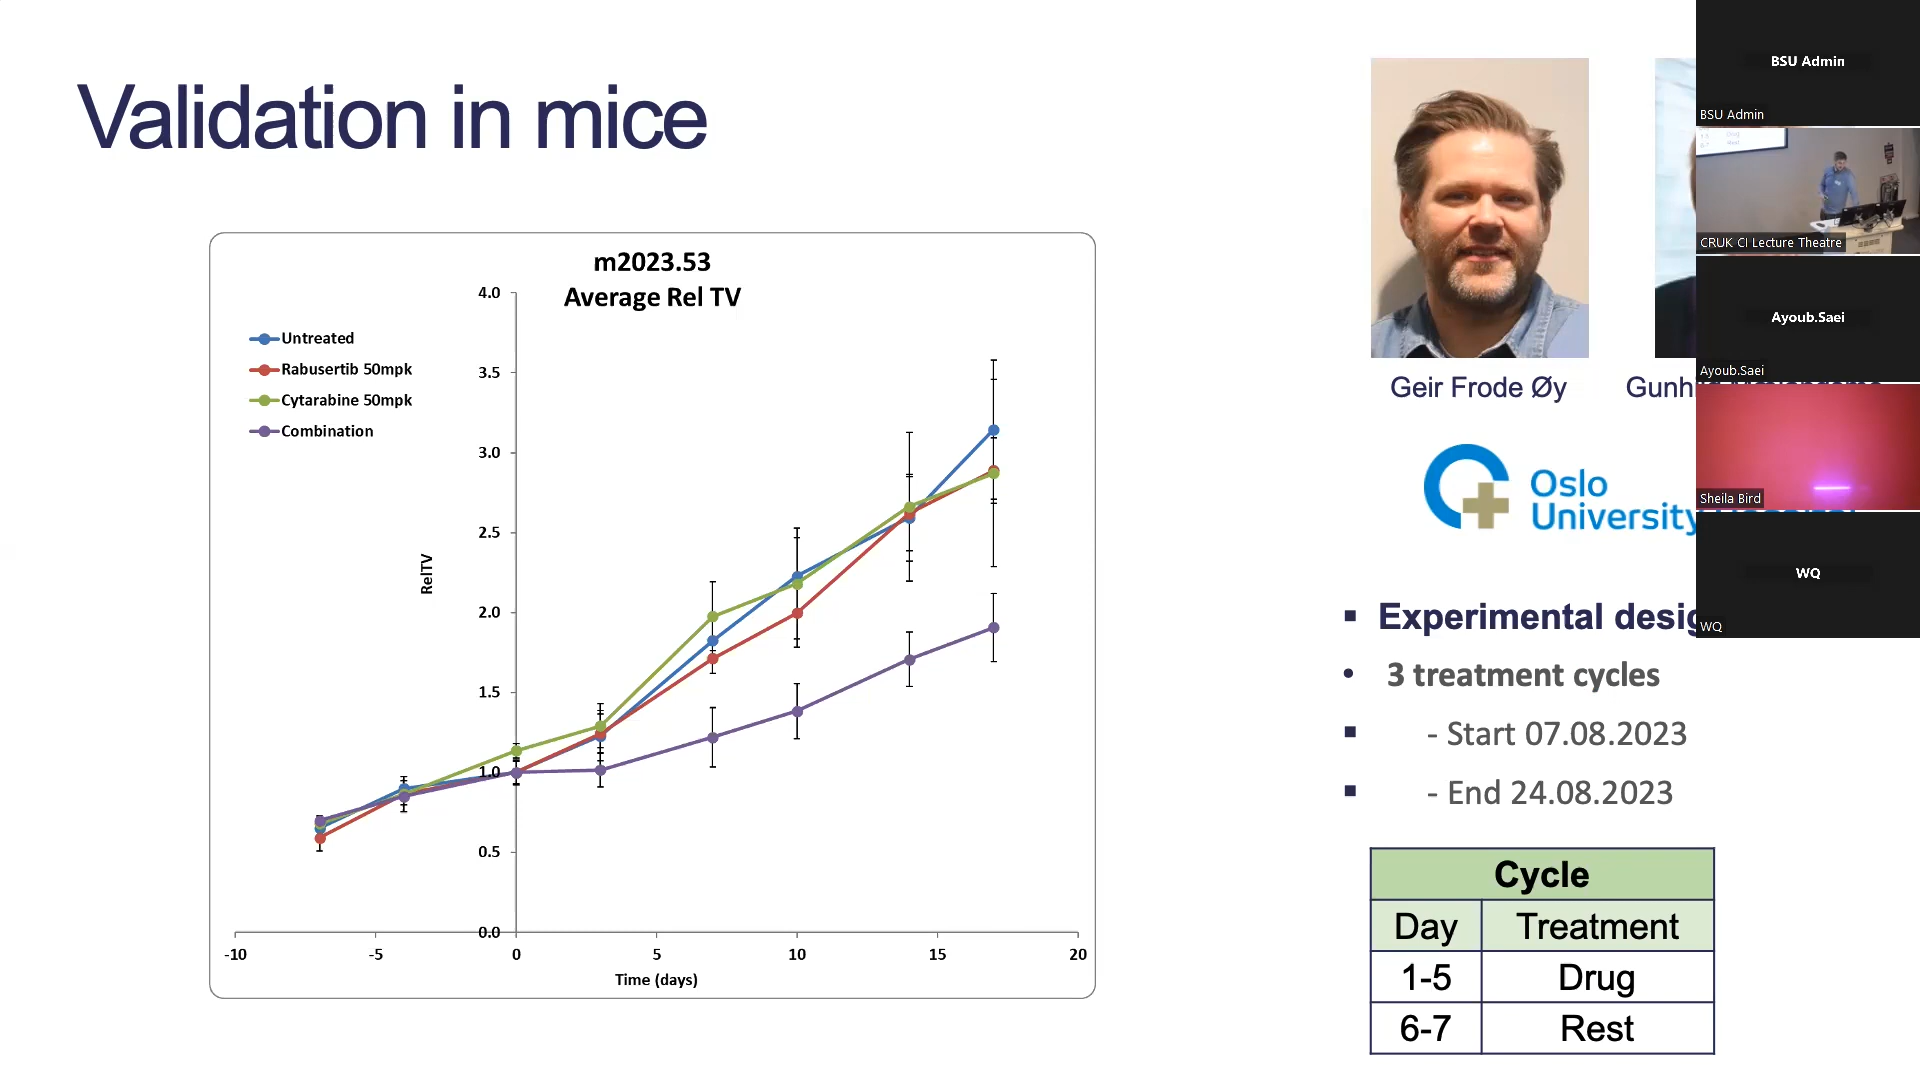 Validation in mice
m2023.53
Average Rel TV
Untreated
Rabusertib 50mpk
Cytarabine 50mpk
Combination
4.0
3.5
3.0
2.5
2.0
1.5
1.0
0.5
0.0
RelTV
-10
-5
0
5
10
15
20
Time (days)
Geir Frode Øy
Gunh
Oslo
University
Experimental desig
3 treatment cycles
- Start 07.08.2023
- End 24.08.2023
Cycle
Day Treatment
1-5 Drug
6-7 Rest
BSU Admin
BSU Admin
CRUK CI Lecture Theatre
Ayoub.Saei
Ayoub.Saei
Sheila Bird
WQ
WQ